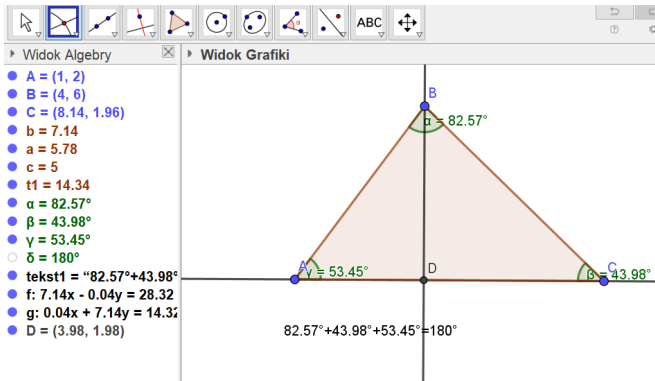 ABC
Widok Algebry
Widok Grafiki
A = (1, 2)
B = (4, 6)
C = (8.14, 1.96)
b = 7.14
a = 5.78
c = 5
t1 = 14.34
α = 82.57°
β = 43.98°
γ = 53.45°
δ = 180°
tekst1 = “82.57°+43.98°
f: 7.14x - 0.04y = 28.32
g: 0.04x + 7.14y = 14.32
D = (3.98, 1.98)
B
α = 82.57°
A
γ = 53.45°
D
C
β = 43.98°
82.57°+43.98°+53.45°=180°